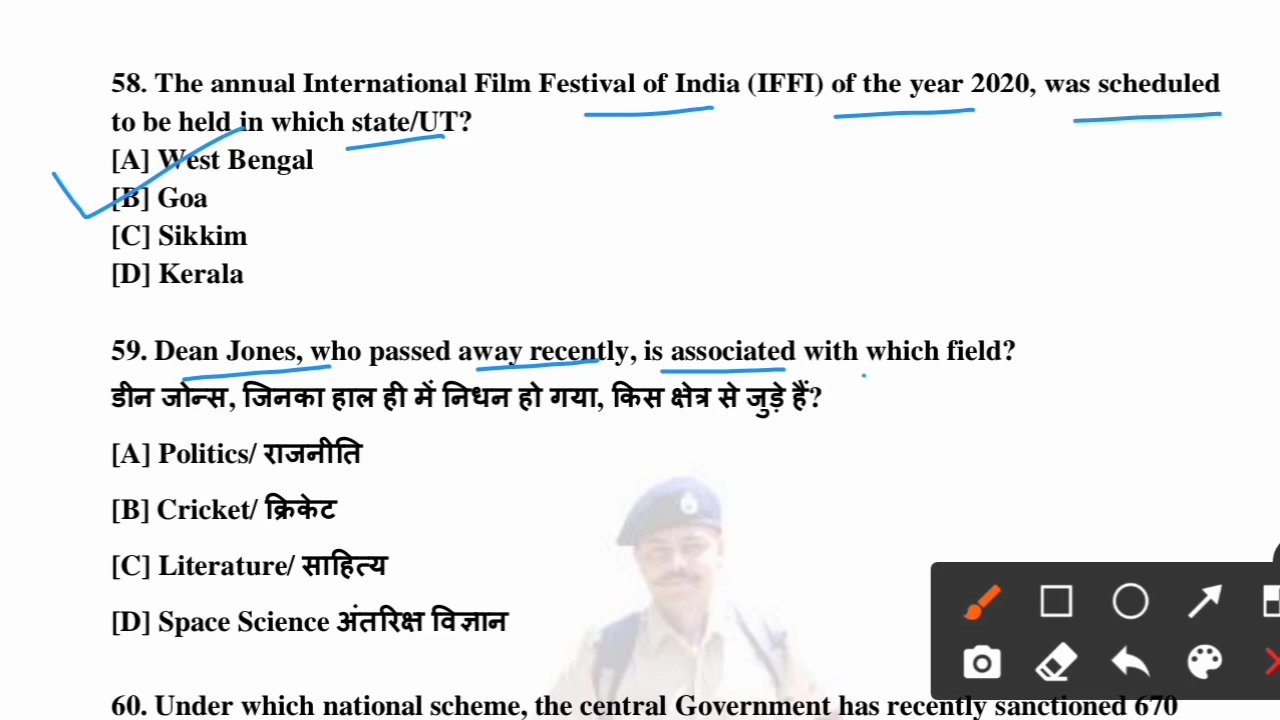 58. The annual International Film Festival of India (IFFI) of the year 2020, was scheduled
to be held in which state/UT?
[A] West Bengal
[B] Goa
[C] Sikkim
[D] Kerala
59. Dean Jones, who passed away recently, is associated with which field?
डीन जोन्स, जिनका हाल ही में निधन हो गया, किस क्षेत्र से जुड़े हैं?
[A] Politics/ राजनीति
[B] Cricket/ क्रिकेट
[C] Literature/ साहित्य
[D] Space Science अंतरिक्ष विज्ञान
60. Under which national scheme, the central Government has recently sanctioned 670